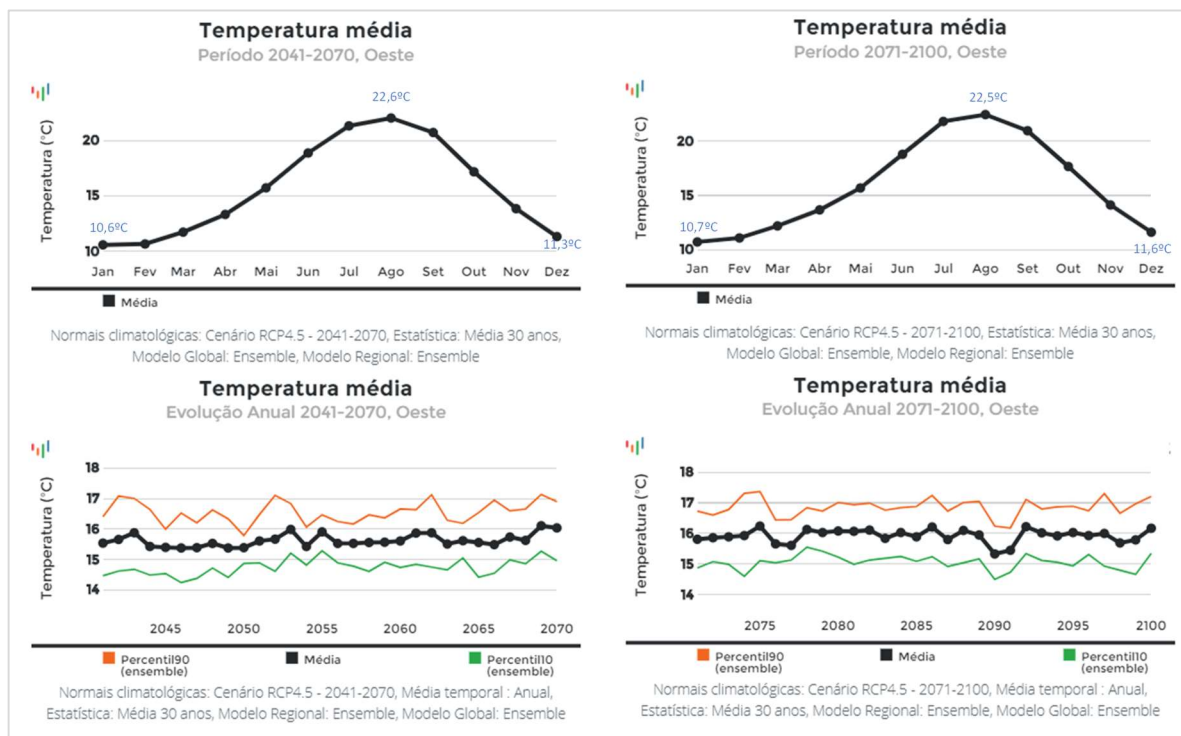 Temperatura média
Período 2041-2070, Oeste
22,6ºC
Temperatura (°C)
20
15
10
10,6ºC
11,3ºC
Jan Fev Mar Abr Mai Jun Jul Ago Set Out Nov Dez
Média
Normais climatológicas: Cenário RCP4.5 - 2041-2070, Estatística: Média 30 anos,
Modelo Global: Ensemble, Modelo Regional: Ensemble
Temperatura média
Período 2071-2100, Oeste
22,5ºC
Temperatura (°C)
20
15
10
10,7ºC
11,6ºC
Jan Fev Mar Abr Mai Jun Jul Ago Set Out Nov Dez
Média
Normais climatológicas: Cenário RCP4.5 - 2071-2100, Estatística: Média 30 anos,
Modelo Global: Ensemble, Modelo Regional: Ensemble
Temperatura média
Evolução Anual 2041-2070, Oeste
Temperatura (°C)
18
17
16
15
14
2045 2050 2055 2060 2065 2070
Percentil90
(ensemble)
Média
Percentil10
(ensemble)
Normais climatológicas: Cenário RCP4.5 - 2041-2070, Média temporal : Anual,
Estatística: Média 30 anos, Modelo Regional: Ensemble, Modelo Global: Ensemble
Temperatura média
Evolução Anual 2071-2100, Oeste
Temperatura (°C)
18
17
16
15
14
2075 2080 2085 2090 2095 2100
Percentil90
(ensemble)
Média
Percentil10
(ensemble)
Normais climatológicas: Cenário RCP4.5 - 2071-2100, Média temporal : Anual,
Estatística: Média 30 anos, Modelo Regional: Ensemble, Modelo Global: Ensemble